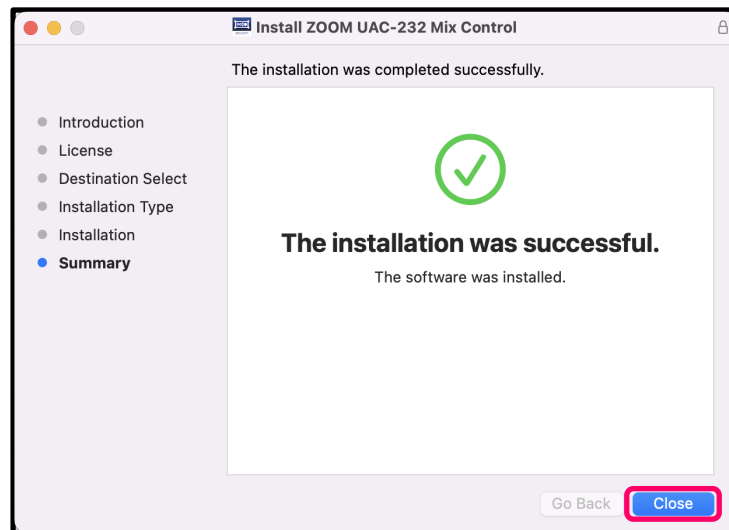 Install ZOOM UAC-232 Mix Control
The installation was completed successfully.
Introduction
License
Destination Select
Installation Type
Installation
Summary
The installation was successful.
The software was installed.
Go Back
Close